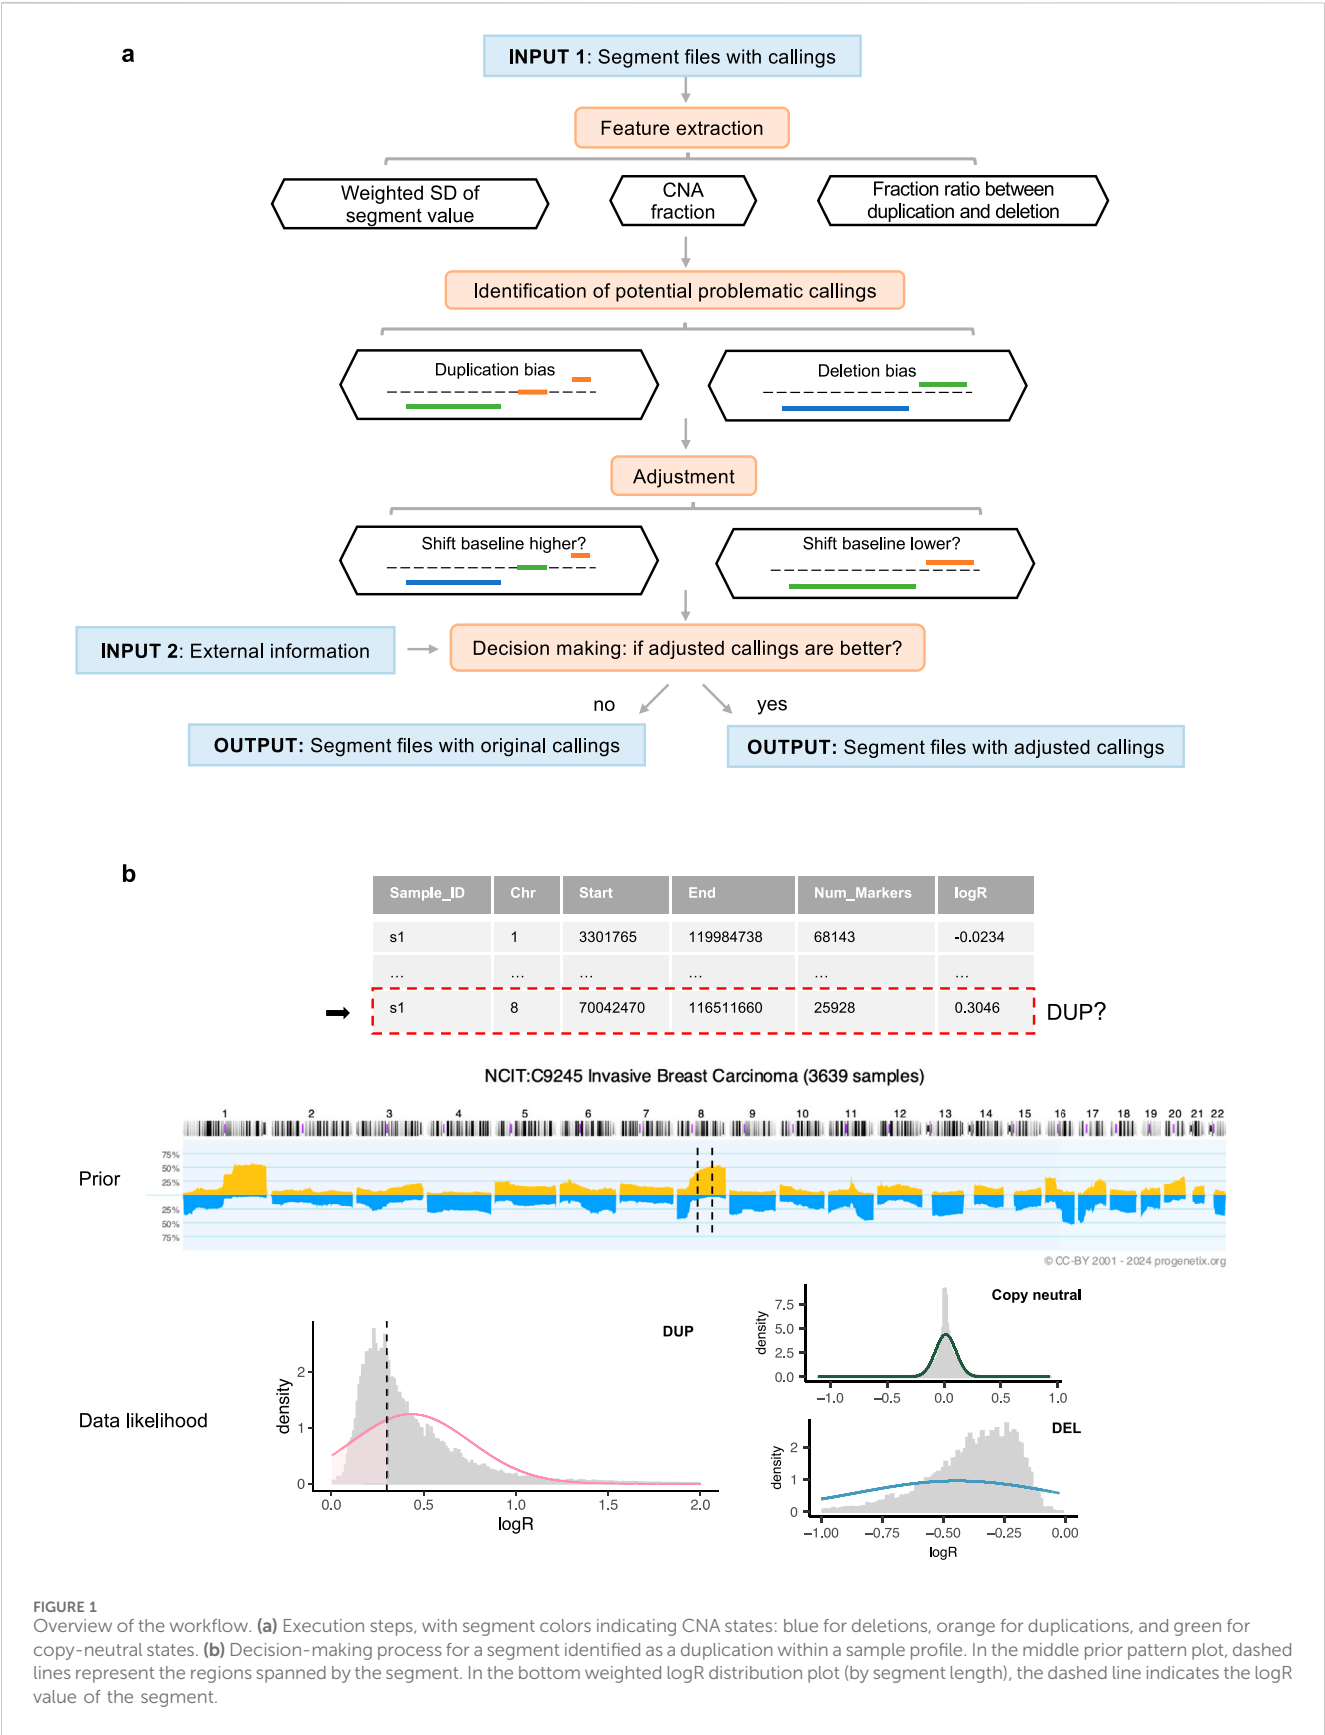 a
INPUT 1: Segment files with callings
Feature extraction
Weighted SD of
segment value
CNA
fraction
Fraction ratio between
duplication and deletion
Identification of potential problematic callings
Duplication bias
Deletion bias
Adjustment
Shift baseline higher?
Shift baseline lower?
INPUT 2: External information
Decision making: if adjusted callings are better?
no
yes
OUTPUT: Segment files with original callings
OUTPUT: Segment files with adjusted callings
b
Sample_ID Chr Start End Num_Markers logR
s1 1 3301765 119984738 68143 -0.0234
... ... ... ... ... ...
s1 8 70042470 116511660 25928 0.3046
DUP?
NCIT:C9245 Invasive Breast Carcinoma (3639 samples)
1 2 3 4 5 6 7 8 9 10 11 12 13 14 15 16 17 18 19 20 21 22
Prior
75%
50%
25%
25%
50%
75%
© CC-BY 2001 - 2024 progenetix.org
Data likelihood
DUP
density
2
1
0
0.0 0.5 1.0 1.5 2.0
logR
Copy neutral
density
7.5
5.0
2.5
0.0
−1.0 −0.5 0.0 0.5 1.0
DEL
density
2
1
0
−1.00 −0.75 −0.50 −0.25 0.00
logR
FIGURE 1
Overview of the workflow. (a) Execution steps, with segment colors indicating CNA states: blue for deletions, orange for duplications, and green for
copy-neutral states. (b) Decision-making process for a segment identified as a duplication within a sample profile. In the middle prior pattern plot, dashed
lines represent the regions spanned by the segment. In the bottom weighted logR distribution plot (by segment length), the dashed line indicates the logR
value of the segment.